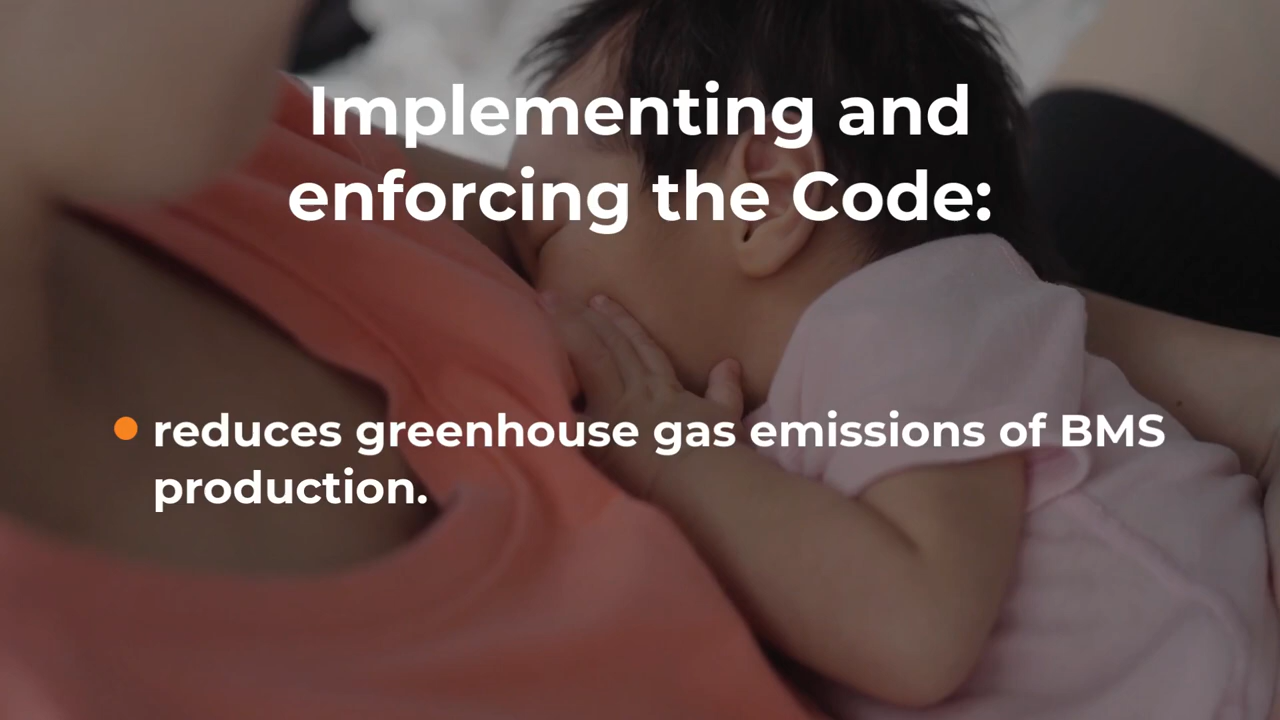 Implementing and
enforcing the Code:
reduces greenhouse gas emissions of BMS
production.